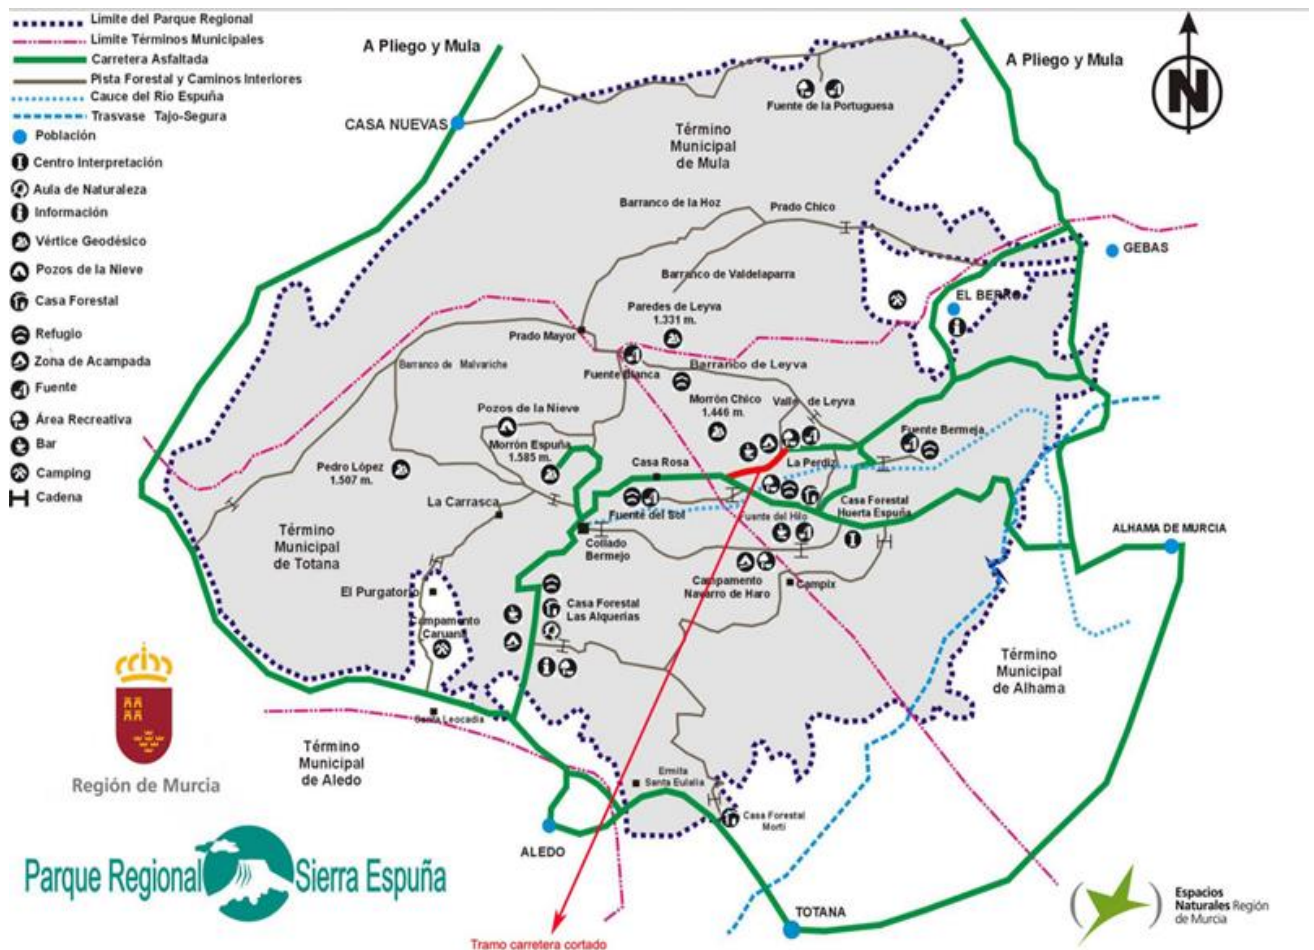 Límite del Parque Regional
Límite Términos Municipales
Carretera Asfaltada
Pista Forestal y Caminos Interiores
Cauce del Río Espuña
Trasvase Tajo-Segura
Población
Centro Interpretación
Aula de Naturaleza
Información
Vértice Geodésico
Pozos de la Nieve
Casa Forestal
Refugio
Zona de Acampada
Fuente
Área Recreativa
Bar
Camping
Cadena
A Pliego y Mula
A Pliego y Mula
N
CASA NUEVAS
Fuente de la Portuguesa
Término
Municipal
de Mula
Barranco de la Hoz
Prado Chico
GEBAS
Barranco de Valdelaparra
EL BERRO
Paredes de Leyva
1.331 m.
Prado Mayor
Barranco de Malvariche
Fuente Blanca
Barranco de Leyva
Morrón Chico
1.446 m.
Valle de Leyva
Pozos de la Nieve
Fuente Bermeja
Morrón Espuña
1.585 m.
Pedro López
1.507 m.
Casa Rosa
La Perdiz
La Carrasca
Casa Forestal
Huerta Espuña
Fuente del Sol
Fuente del Hilo
Término
Municipal
de Totana
Collado
Bermejo
ALHAMA DE MURCIA
Campamento
Navarro de Haro
Campix
El Purgatorio
Casa Forestal
Las Alquerías
Campamento
Caruana
Término
Municipal
de Alhama
Santa Leocadia
Término
Municipal
de Aledo
Región de Murcia
Ermita
Santa Eulalia
Casa Forestal
Morti
ALEDO
Parque Regional Sierra Espuña
TOTANA
Espacios
Naturales Región
de Murcia
Tramo carretera cortado